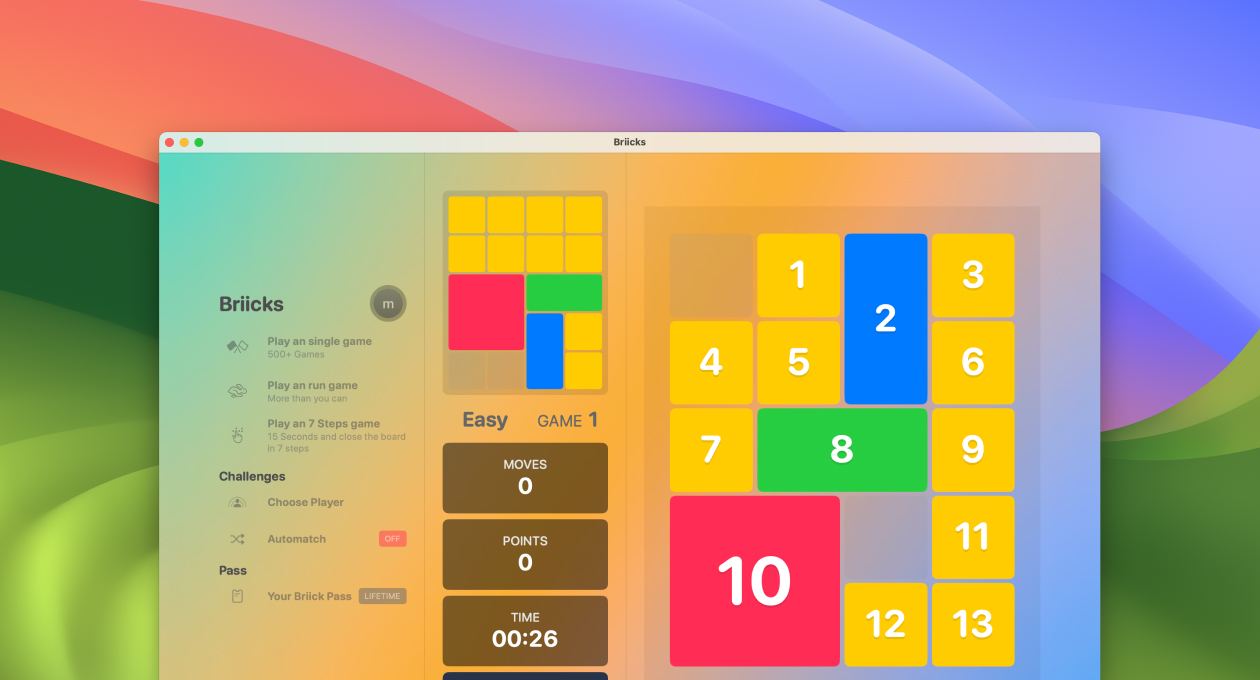 Briicks
Briicks
m
Play an single game
500+ Games
Play an run game
More than you can
Play an 7 Steps game
15 Seconds and close the board
in 7 steps
Challenges
Choose Player
Automatch OFF
Pass
Your Briick Pass LIFETIME
Easy GAME 1
MOVES
0
POINTS
0
TIME
00:26
1
2
3
4
5
6
7
8
9
10
11
12
13